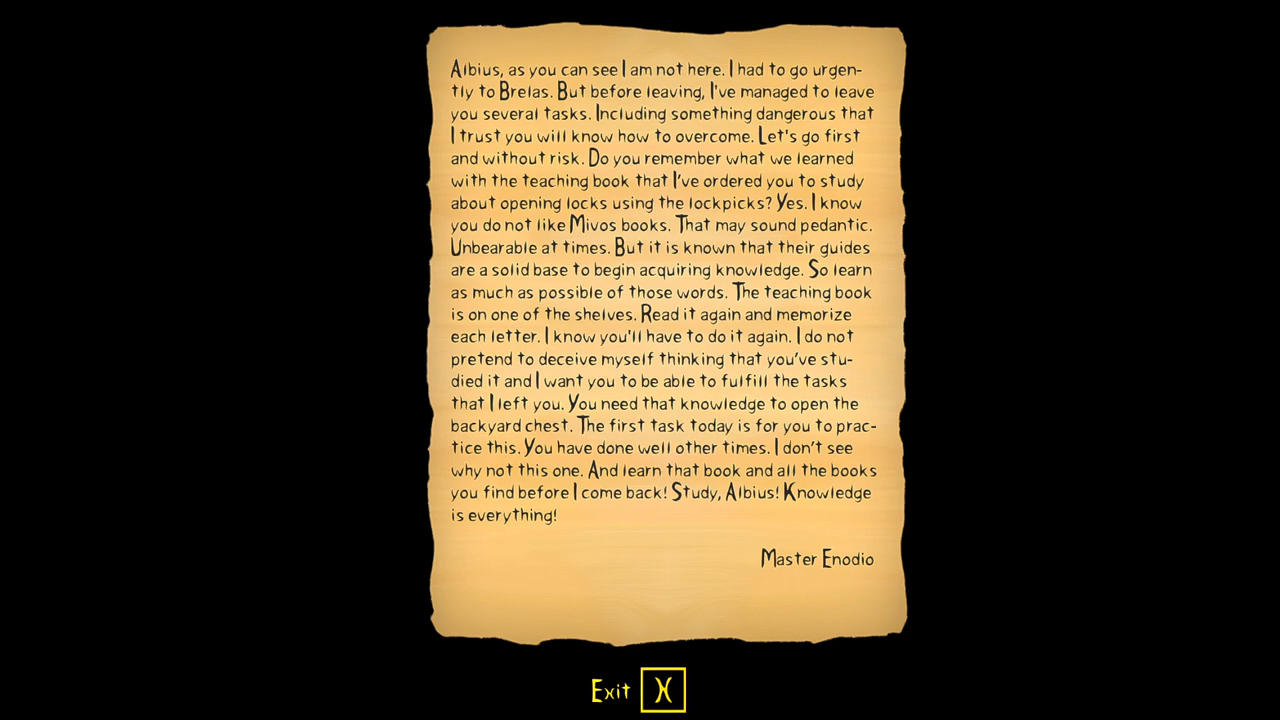 Albius, as you can see I am not here. I had to go urgen-
tly to Brelas. But before leaving, I've managed to leave
you several tasks. Including something dangerous that
I trust you will know how to overcome. Let's go first
and without risk. Do you remember what we learned
with the teaching book that I've ordered you to study
about opening locks using the lockpicks? Yes. I know
you do not like Mivos books. That may sound pedantic.
Unbearable at times. But it is known that their guides
are a solid base to begin acquiring knowledge. So learn
as much as possible of those words. The teaching book
is on one of the shelves. Read it again and memorize
each letter. I know you'll have to do it again. I do not
pretend to deceive myself thinking that you've stu-
died it and I want you to be able to fulfill the tasks
that I left you. You need that knowledge to open the
backyard chest. The first task today is for you to prac-
tice this. You have done well other times. I don't see
why not this one. And learn that book and all the books
you find before I come back! Study, Albius! Knowledge
is everything!
Master Enodio
Exit